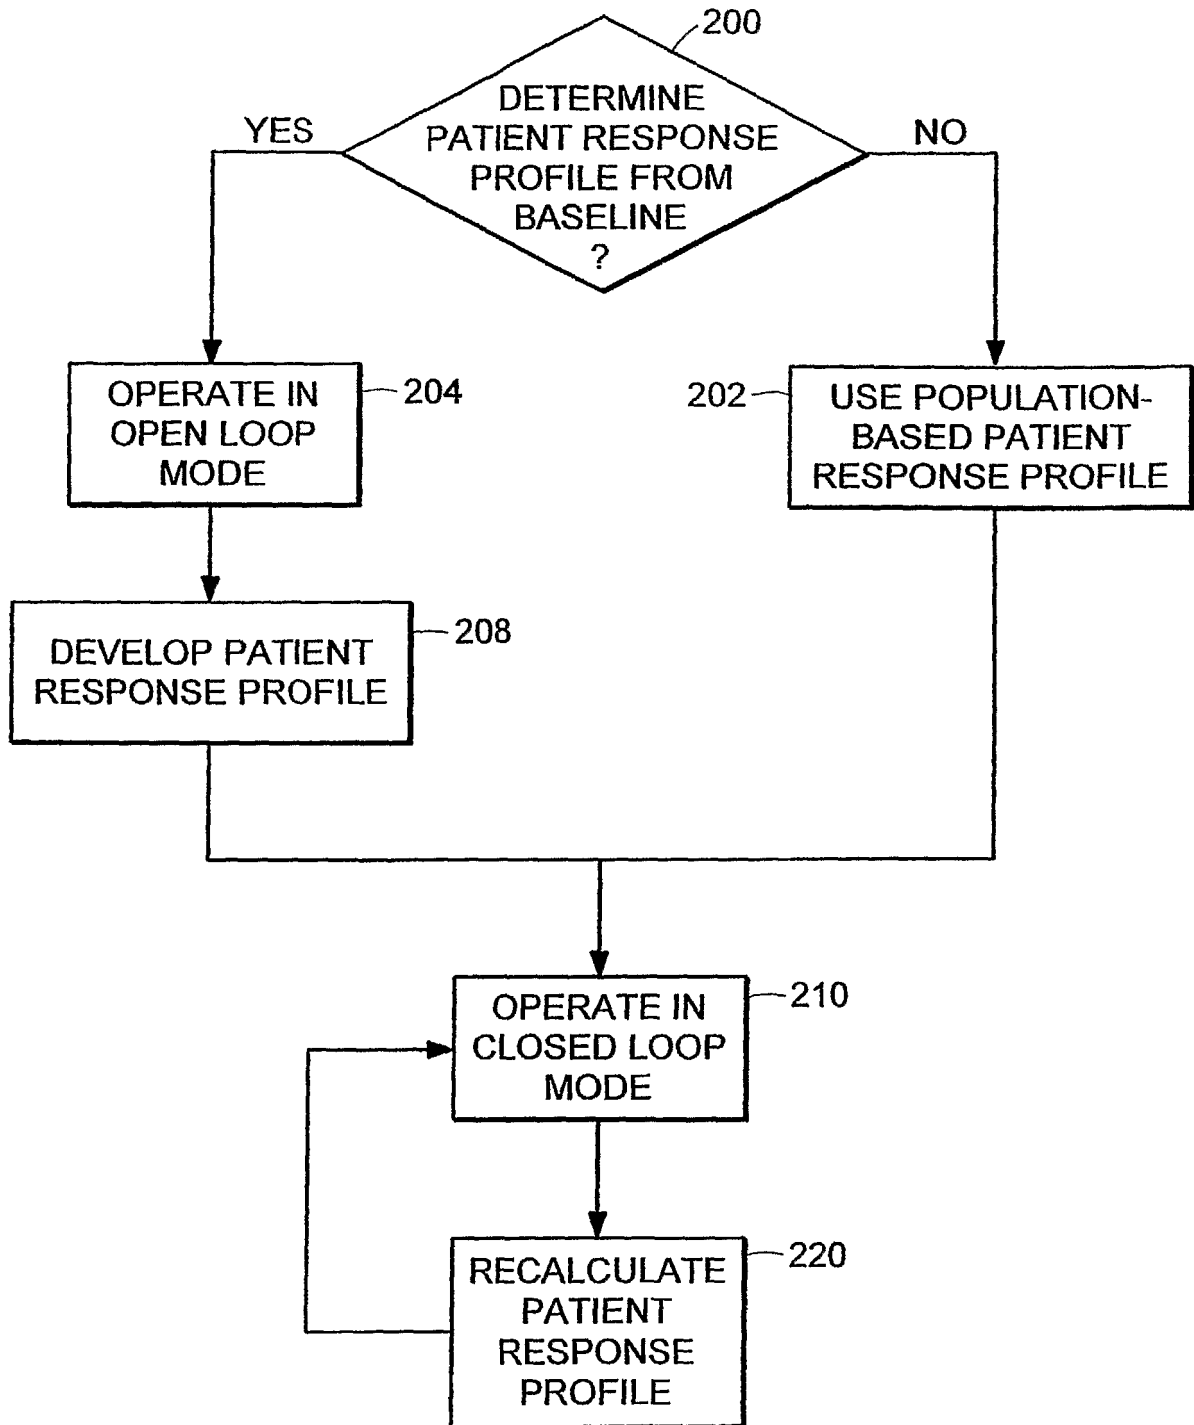 200
DETERMINE
PATIENT RESPONSE
PROFILE FROM
BASELINE
?
YES
NO
OPERATE IN
OPEN LOOP
MODE
204
202
USE POPULATION-
BASED PATIENT
RESPONSE PROFILE
DEVELOP PATIENT
RESPONSE PROFILE
208
OPERATE IN
CLOSED LOOP
MODE
210
RECALCULATE
PATIENT
RESPONSE
PROFILE
220